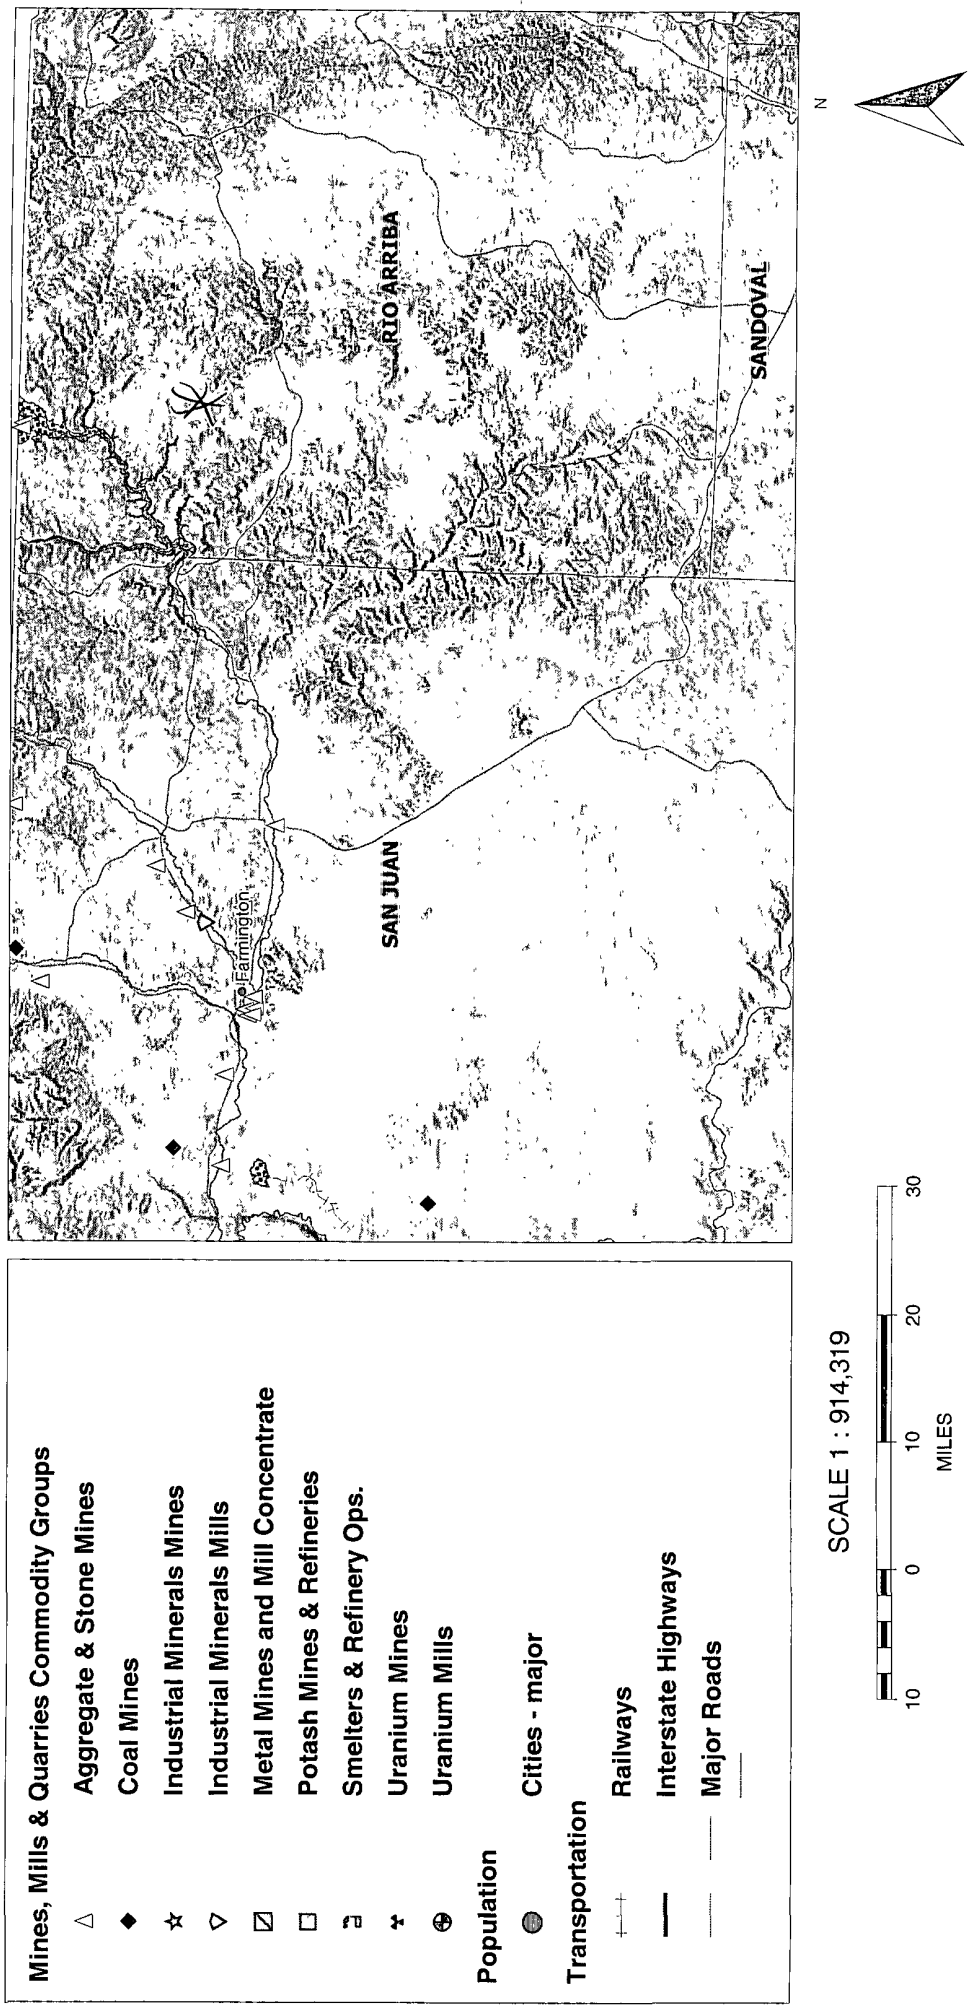 Mines, Mills & Quarries Commodity Groups
Aggregate & Stone Mines
Coal Mines
Industrial Minerals Mines
Industrial Minerals Mills
Metal Mines and Mill Concentrate
Potash Mines & Refineries
Smelters & Refinery Ops.
Uranium Mines
Uranium Mills
Population
Cities - major
Transportation
Railways
Interstate Highways
Major Roads
Farmington
SAN JUAN
RIO ARRIBA
SANDOVAL
N
SCALE 1 : 914,319
10 0 10 20 30
MILES